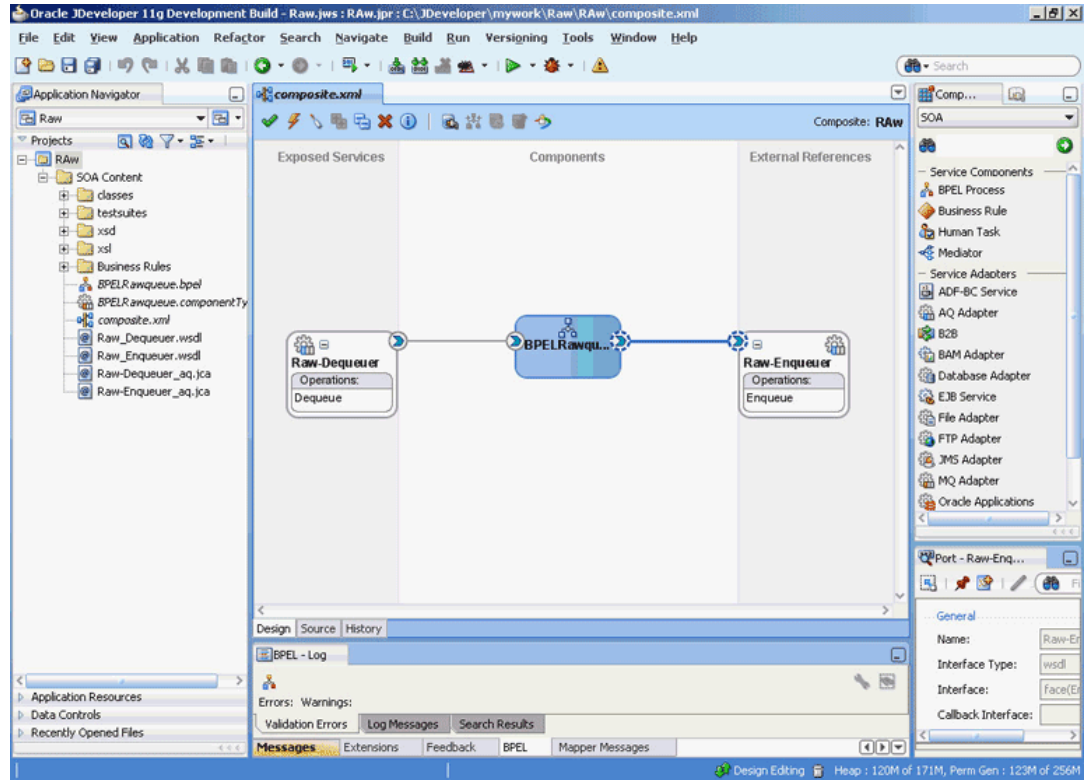 Oracle JDeveloper 11g Development Build - Raw.jws : RAw.jpr : C:\JDeveloper\mywork\Raw\RAw\composite.xml
File Edit View Application Refactor Search Navigate Build Run Versioning Tools Window Help
Search
Application Navigator
Raw
Projects
RAw
SOA Content
classes
testsuites
xsd
xsl
Business Rules
BPELRawqueue.bpel
BPELRawqueue.componentTy
composite.xml
Raw_Dequeuer.wsdl
Raw_Enqueuer.wsdl
Raw-Dequeuer_aq.jca
Raw-Enqueuer_aq.jca
Application Resources
Data Controls
Recently Opened Files
composite.xml
Composite: RAw
Exposed Services
Components
External References
Raw-Dequeuer
Operations:
Dequeue
BPELRawqu...
Raw-Enqueuer
Operations:
Enqueue
Design Source History
BPEL - Log
Errors: Warnings:
Validation Errors Log Messages Search Results
Messages Extensions Feedback BPEL Mapper Messages
Comp...
SOA
Service Components
BPEL Process
Business Rule
Human Task
Mediator
Service Adapters
ADF-BC Service
AQ Adapter
B2B
BAM Adapter
Database Adapter
EJB Service
File Adapter
FTP Adapter
JMS Adapter
MQ Adapter
Oracle Applications
Port - Raw-Enq...
Fi
General
Name: Raw-Er
Interface Type: wsdl
Interface: face(E
Callback Interface:
Design Editing Heap : 120M of 171M, Perm Gen : 123M of 256M